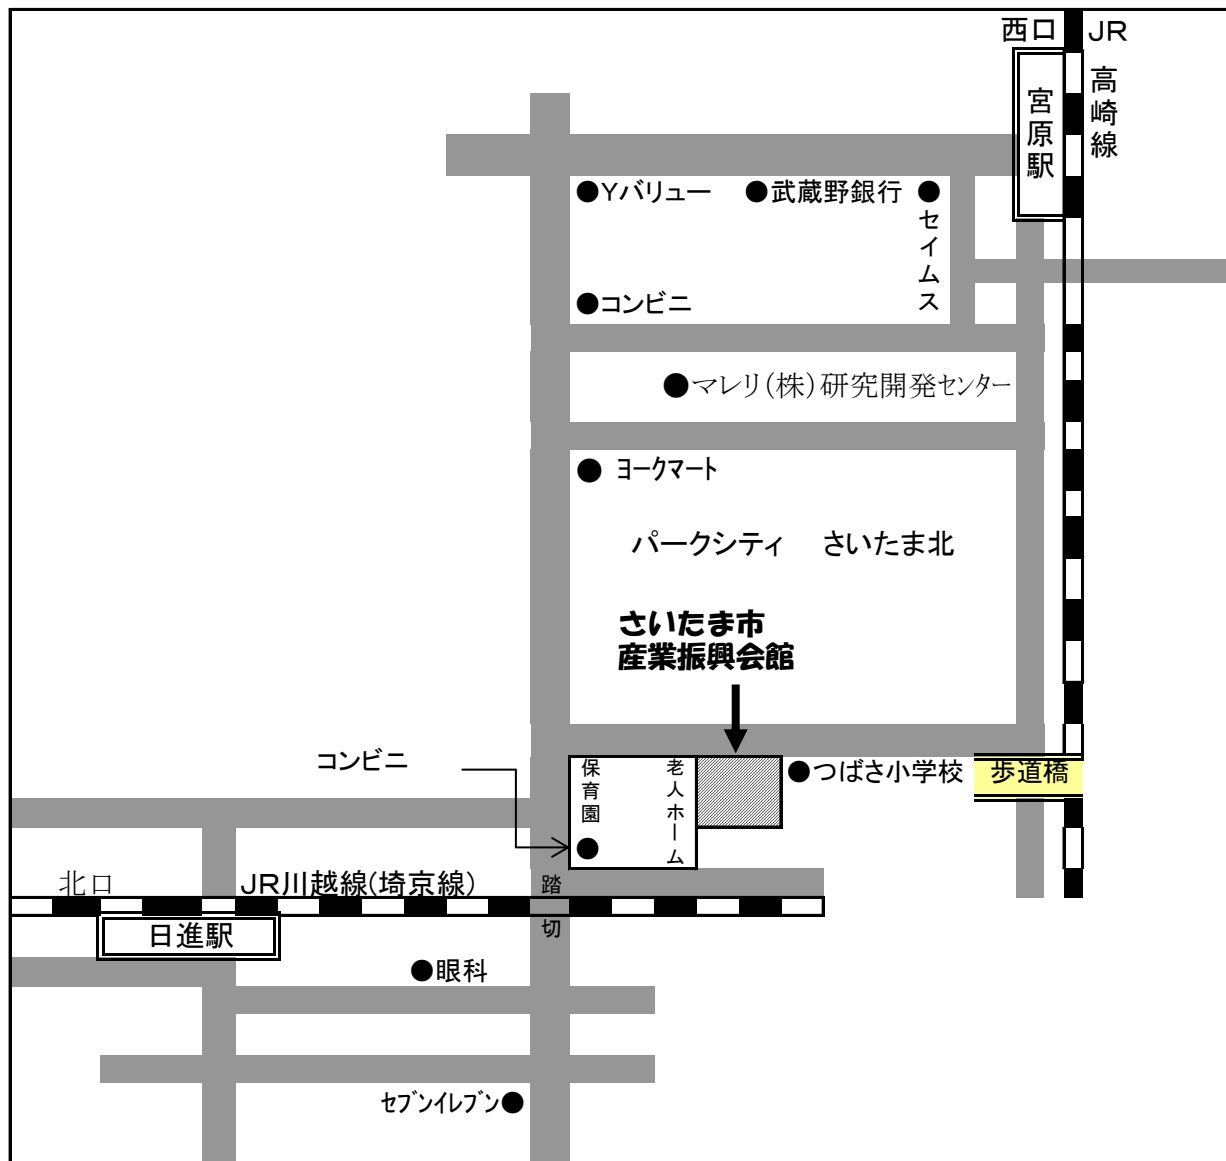 西口
JR
高崎線
宮原駅
●Yバリュー
●武蔵野銀行
●セイムス
●コンビニ
●マレリ(株)研究開発センター
●ヨークマート
パークシティ さいたま北
さいたま市
産業振興会館
コンビニ
保育園
老人ホーム
●つばさ小学校
歩道橋
北口
JR川越線(埼京線)
踏切
日進駅
●眼科
セブンイレブン●